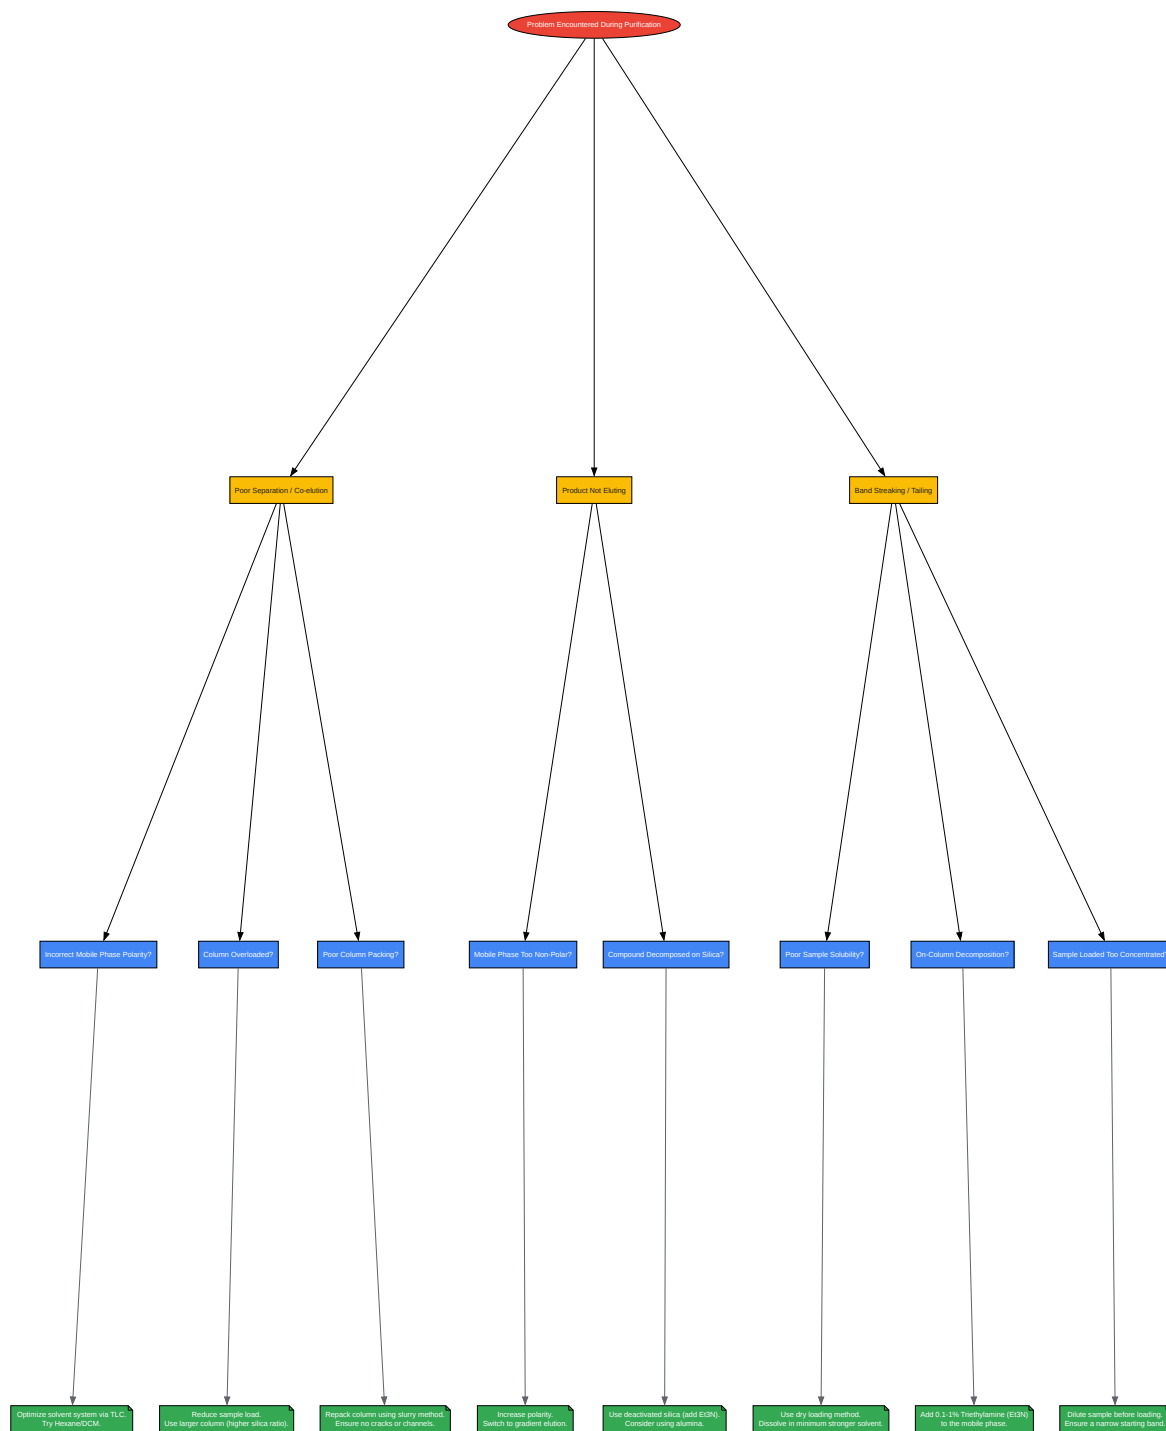 Problem Encountered During Purification
Poor Separation / Co-elution
Product Not Eluting
Band Streaking / Tailing
Incorrect Mobile Phase Polarity?
Column Overloaded?
Poor Column Packing?
Mobile Phase Too Non-Polar?
Compound Decomposed on Silica?
Poor Sample Solubility?
On-Column Decomposition?
Sample Loaded Too Concentrated?
Optimize solvent system via TLC.
Try Hexane/DCM.
Reduce sample load.
Use larger column (higher silica ratio).
Repack column using slurry method.
Ensure no cracks or channels.
Increase polarity.
Switch to gradient elution.
Use deactivated silica (add Et3N).
Consider using alumina.
Use dry loading method.
Dissolve in minimum stronger solvent.
Add 0.1-1% Triethylamine (Et3N)
to the mobile phase.
Dilute sample before loading.
Ensure a narrow starting band.